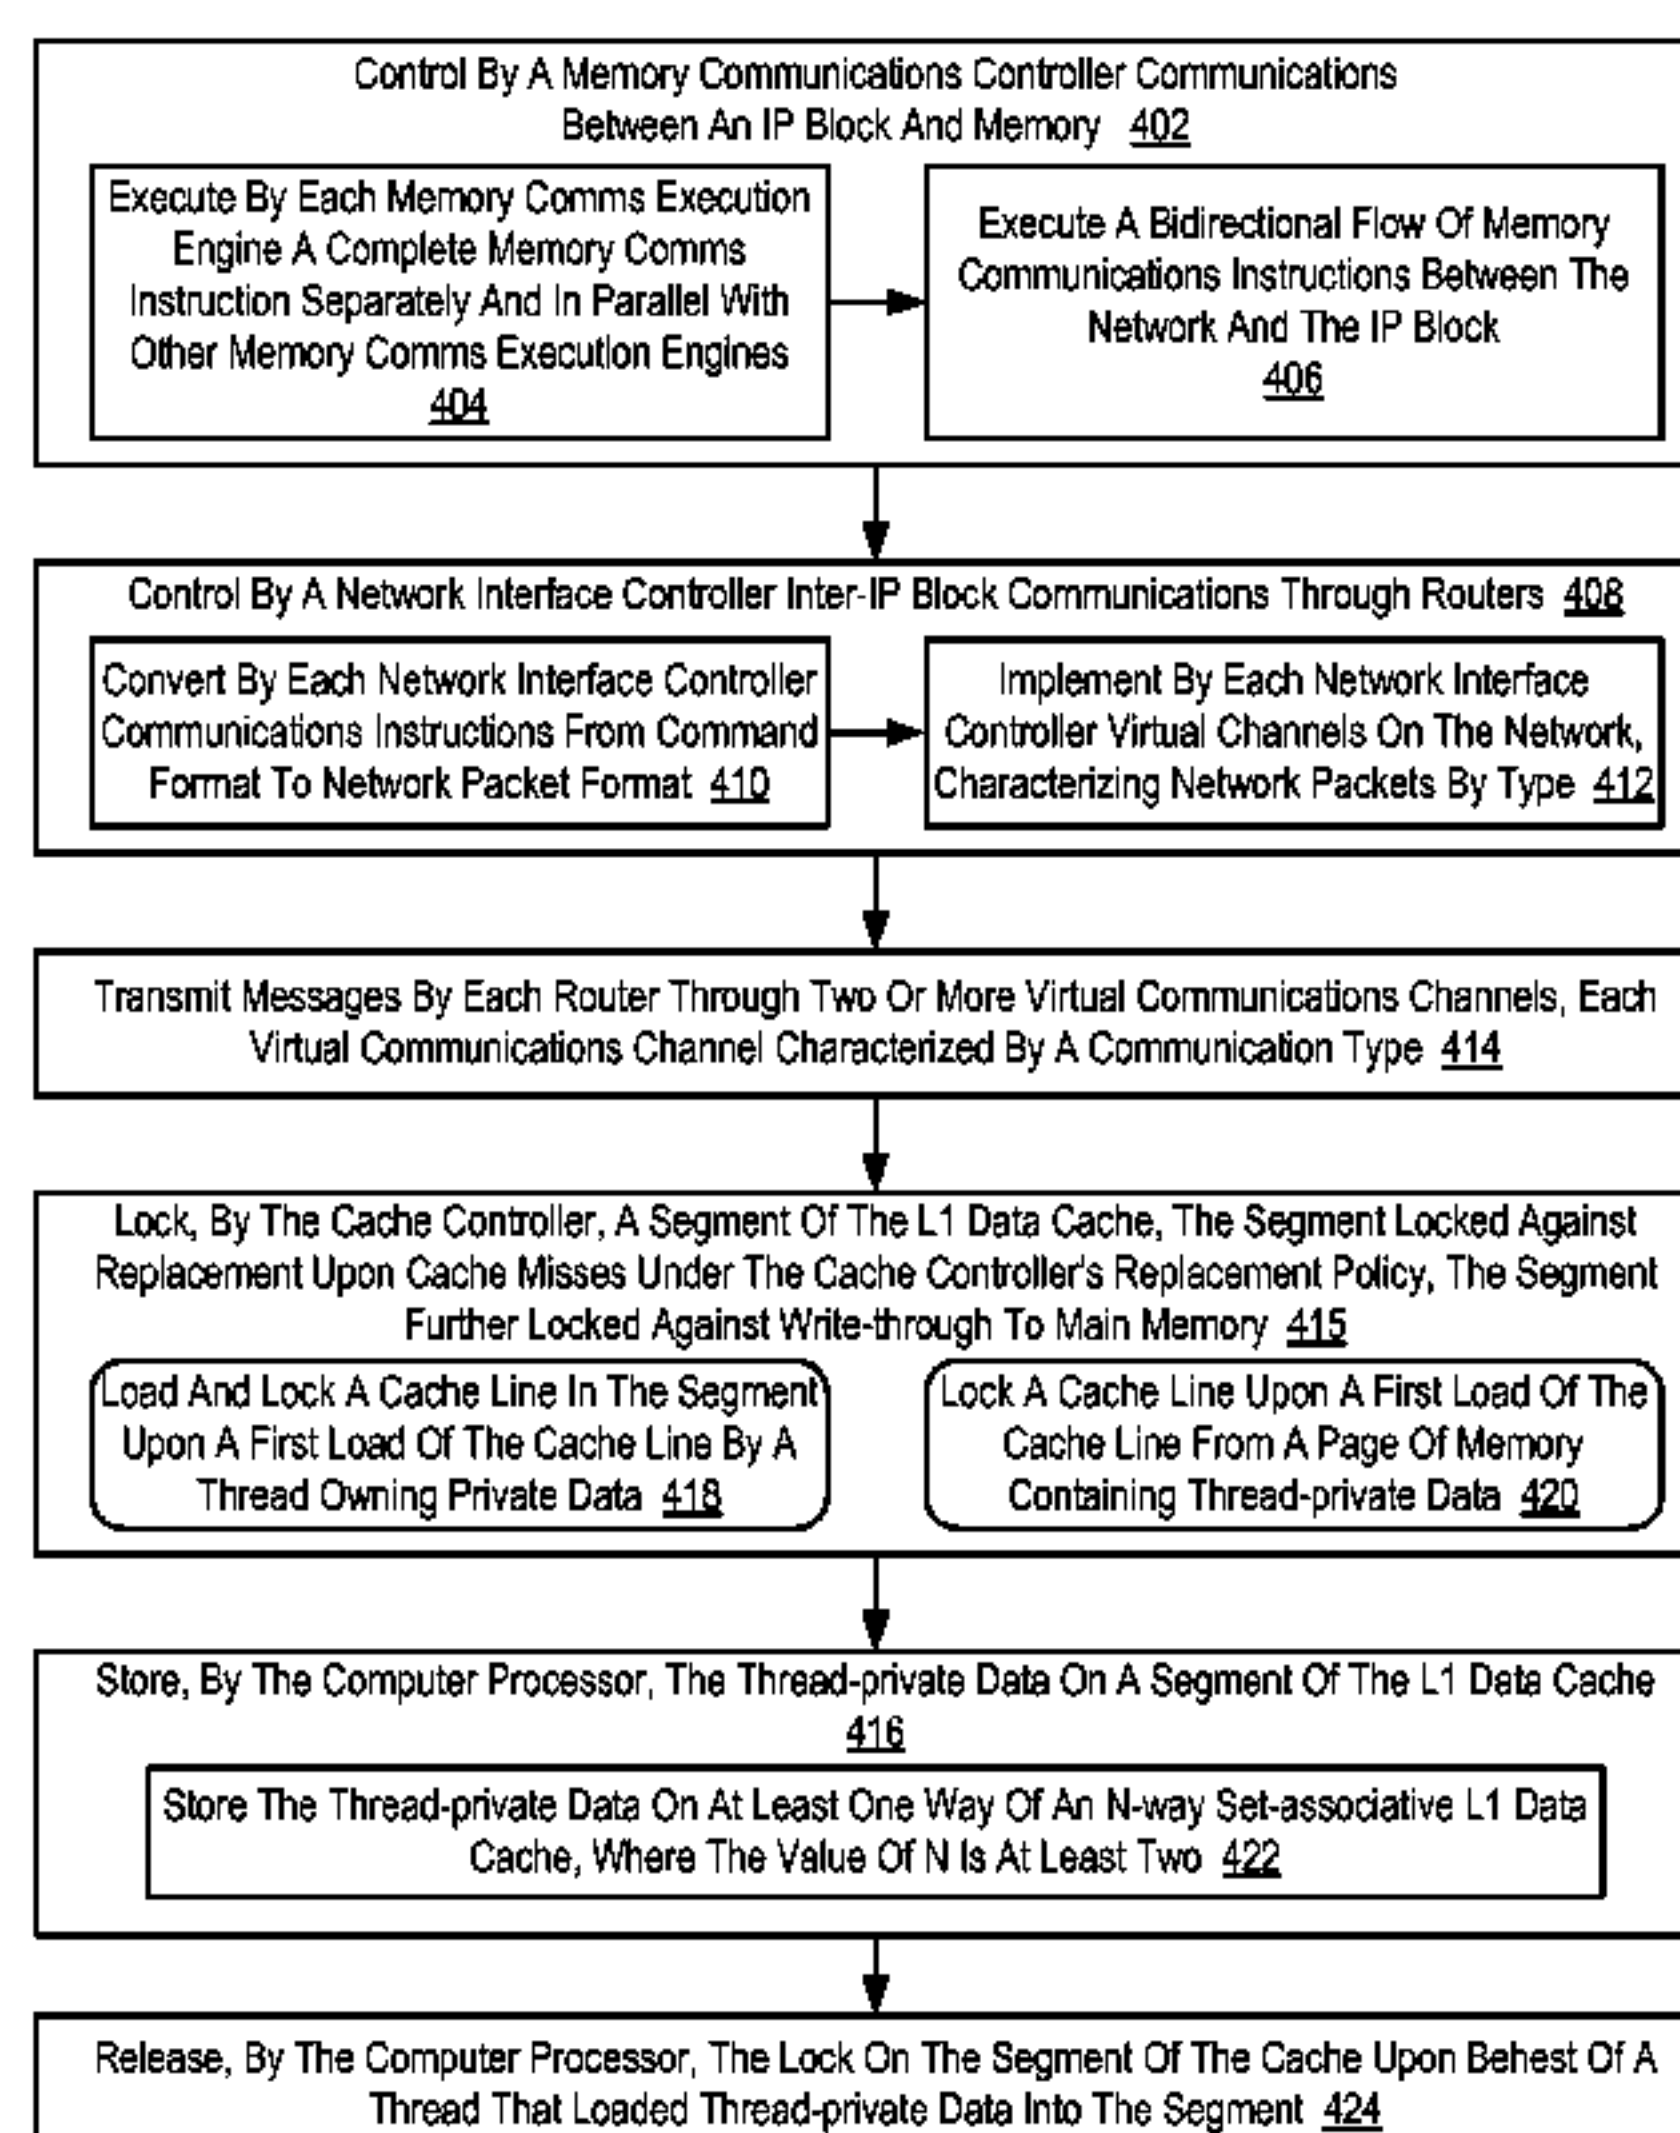 Control By A Memory Communications Controller Communications
Between An IP Block And Memory 402
Execute By Each Memory Comms Execution
Engine A Complete Memory Comms
Instruction Separately And In Parallel With
Other Memory Comms Execution Engines
404
Execute A Bidirectional Flow Of Memory
Communications Instructions Between The
Network And The IP Block
406
Control By A Network Interface Controller Inter-IP Block Communications Through Routers 408
Convert By Each Network Interface Controller
Communications Instructions From Command
Format To Network Packet Format 410
Implement By Each Network Interface
Controller Virtual Channels On The Network,
Characterizing Network Packets By Type 412
Transmit Messages By Each Router Through Two Or More Virtual Communications Channels, Each
Virtual Communications Channel Characterized By A Communication Type 414
Lock, By The Cache Controller, A Segment Of The L1 Data Cache, The Segment Locked Against
Replacement Upon Cache Misses Under The Cache Controller's Replacement Policy, The Segment
Further Locked Against Write-through To Main Memory 415
Load And Lock A Cache Line In The Segment
Upon A First Load Of The Cache Line By A
Thread Owning Private Data 418
Lock A Cache Line Upon A First Load Of The
Cache Line From A Page Of Memory
Containing Thread-private Data 420
Store, By The Computer Processor, The Thread-private Data On A Segment Of The L1 Data Cache
416
Store The Thread-private Data On At Least One Way Of An N-way Set-associative L1 Data
Cache, Where The Value Of N Is At Least Two 422
Release, By The Computer Processor, The Lock On The Segment Of The Cache Upon Behest Of A
Thread That Loaded Thread-private Data Into The Segment 424